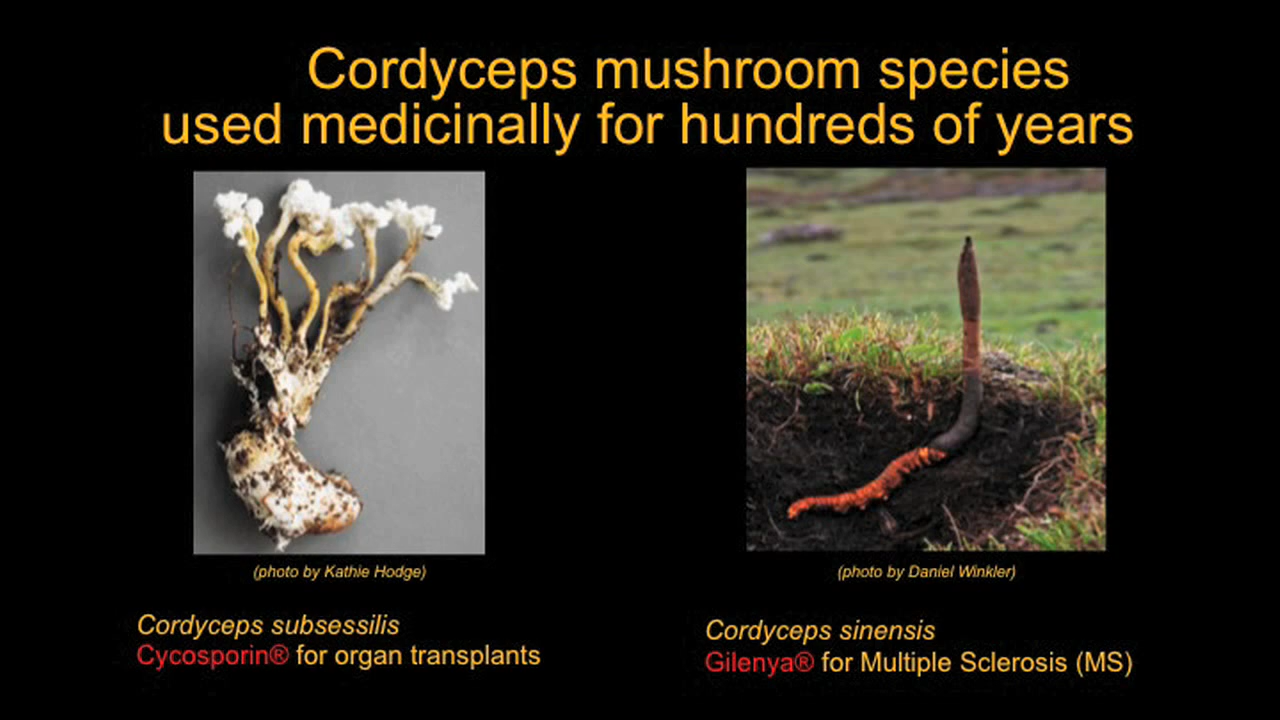 Cordyceps mushroom species
used medicinally for hundreds of years
(photo by Kathie Hodge)
(photo by Daniel Winkler)
Cordyceps subsessilis
Cycosporin® for organ transplants
Cordyceps sinensis
Gilenya® for Multiple Sclerosis (MS)